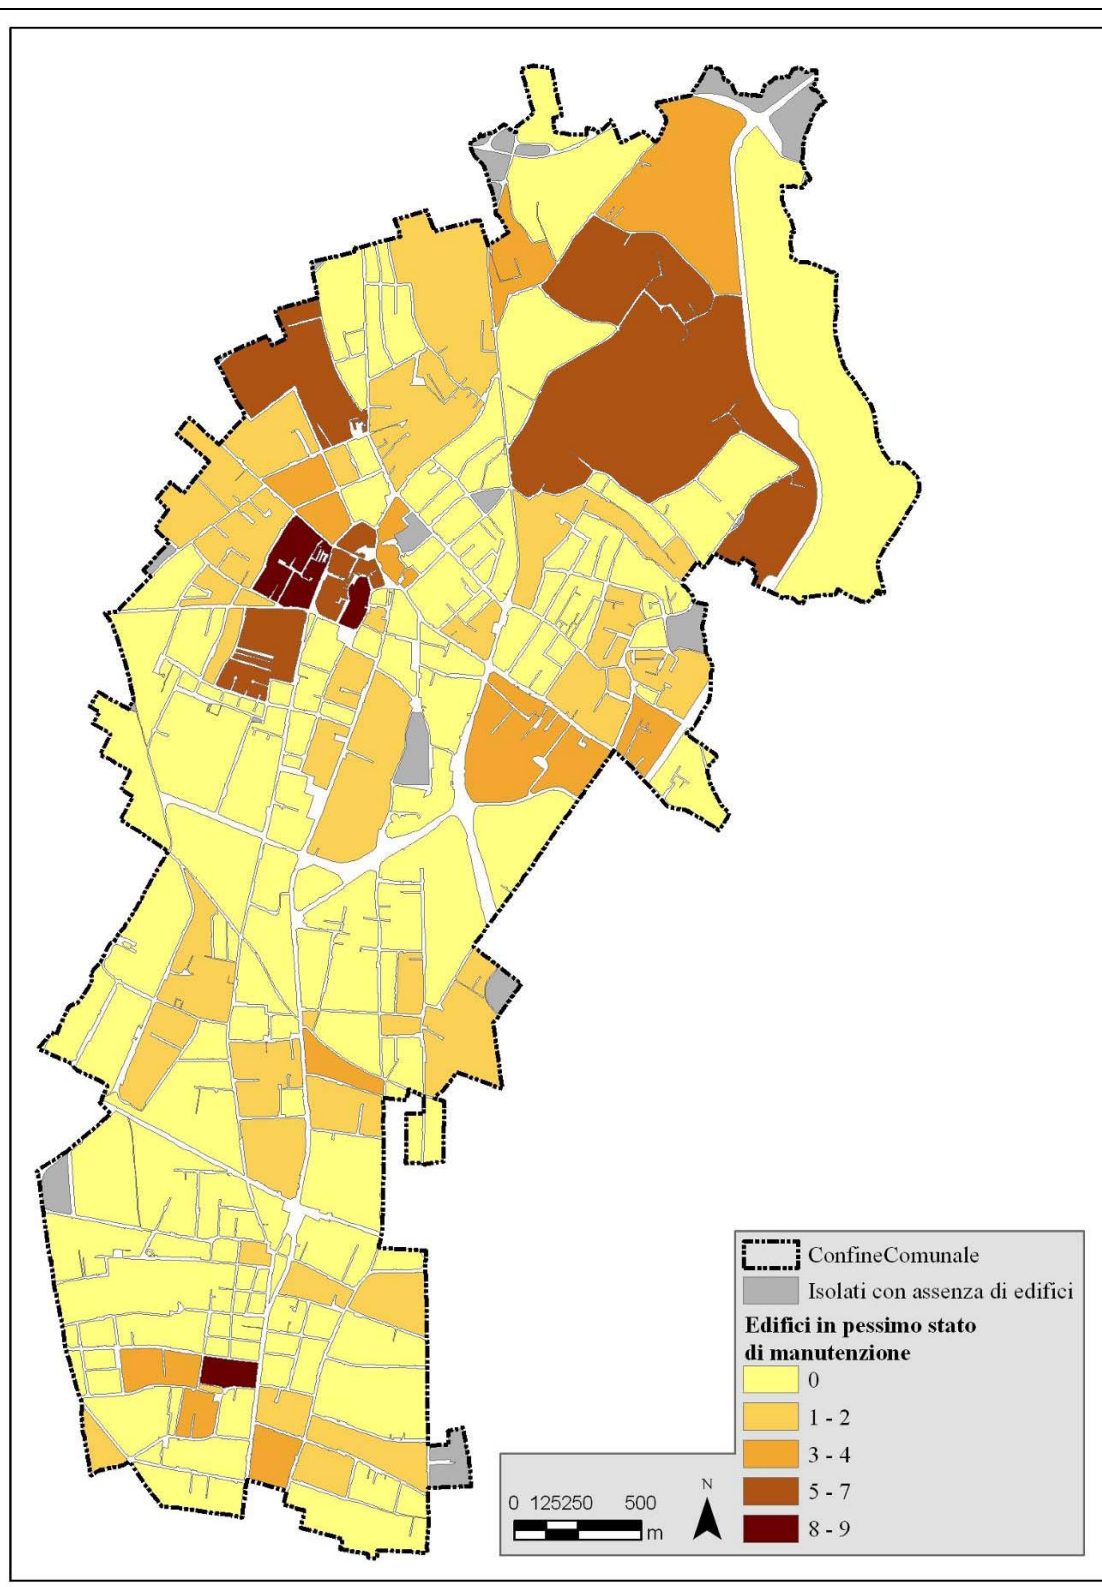 ConfineComunale
Isolati con assenza di edifici
Edifici in pessimo stato
di manutenzione
0
1 - 2
3 - 4
5 - 7
8 - 9
N
0 125250 500
m